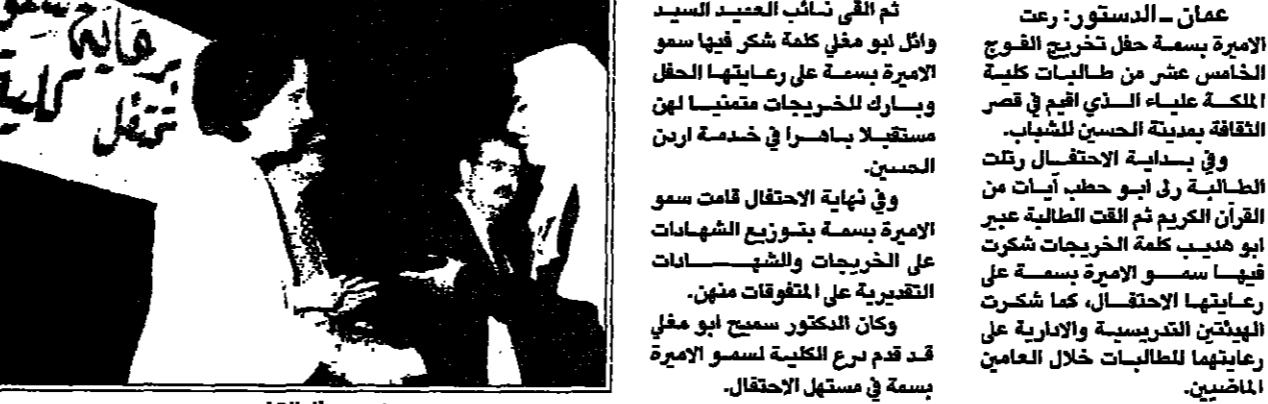 عمان ـ الدستور: رعت
الاميرة بسمة حفل تخريج الفوج
الخامس عشر من طالبات كلية
الملكة علياء الذي اقيم في قصر
الثقافة بمدينة الحسين للشباب.
وفي بداية الاحتفال رتلت
الطالبة رلى ابو حطب آيات من
القرآن الكريم ثم القت الطالبة عبير
ابو هديب كلمة الخريجات شكرت
فيها سمو الاميرة بسمة على
رعايتها الاحتفال، كما شكرت
الهيئتين التدريسية والادارية على
رعايتهما للطالبات خلال العامين
الماضيين.
ثم القى نائب العميد السيد
وائل ابو مغلي كلمة شكر فيها سمو
الاميرة بسمة على رعايتها الحفل
وبارك للخريجات متمنيا لهن
مستقبلا باهرا في خدمة اردن
الحسين.
وفي نهاية الاحتفال قامت سمو
الاميرة بسمة بتوزيع الشهادات
على الخريجات والشهادات
التقديرية على المتفوقات منهن.
وكان الدكتور سميح ابو مغلي
قد قدم درع الكلية لسمو الاميرة
بسمة في مستهل الاحتفال.
برعاية سمو
تحتفل كلية